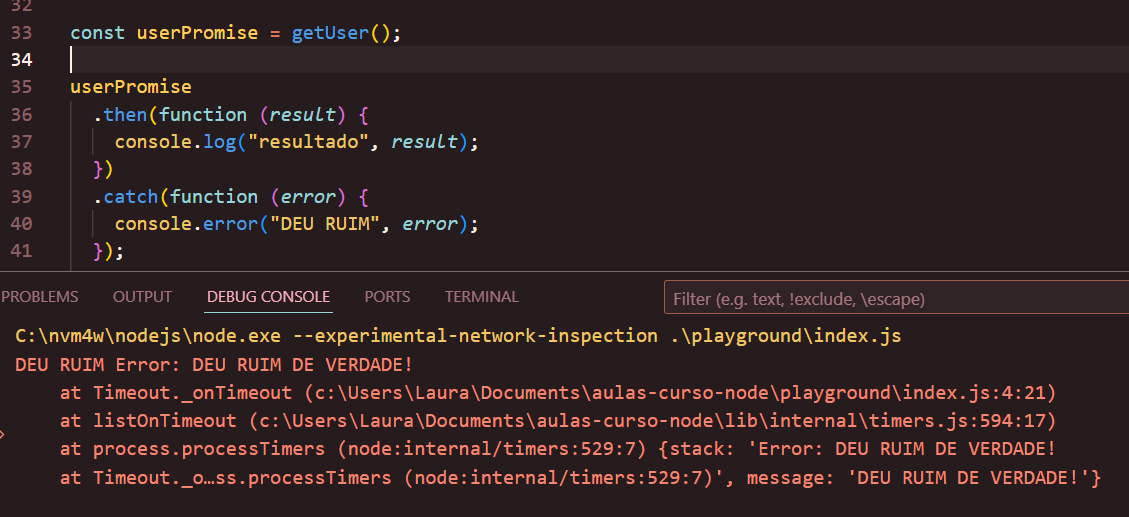 32
33 const userPromise = getUser();
34
35 userPromise
36 .then(function (result) {
37 console.log("resultado", result);
38 })
39 .catch(function (error) {
40 console.error("DEU RUIM", error);
41 });
PROBLEMS OUTPUT DEBUG CONSOLE PORTS TERMINAL Filter (e.g. text, !exclude, \escape)
C:\nvm4w\nodejs\node.exe --experimental-network-inspection .\playground\index.js
DEU RUIM Error: DEU RUIM DE VERDADE!
at Timeout._onTimeout (c:\Users\Laura\Documents\aulas-curso-node\playground\index.js:4:21)
at listOnTimeout (c:\Users\Laura\Documents\aulas-curso-node\lib\internal\timers.js:594:17)
at process.processTimers (node:internal/timers:529:7) {stack: 'Error: DEU RUIM DE VERDADE!
at Timeout._o…ss.processTimers (node:internal/timers:529:7)', message: 'DEU RUIM DE VERDADE!'}